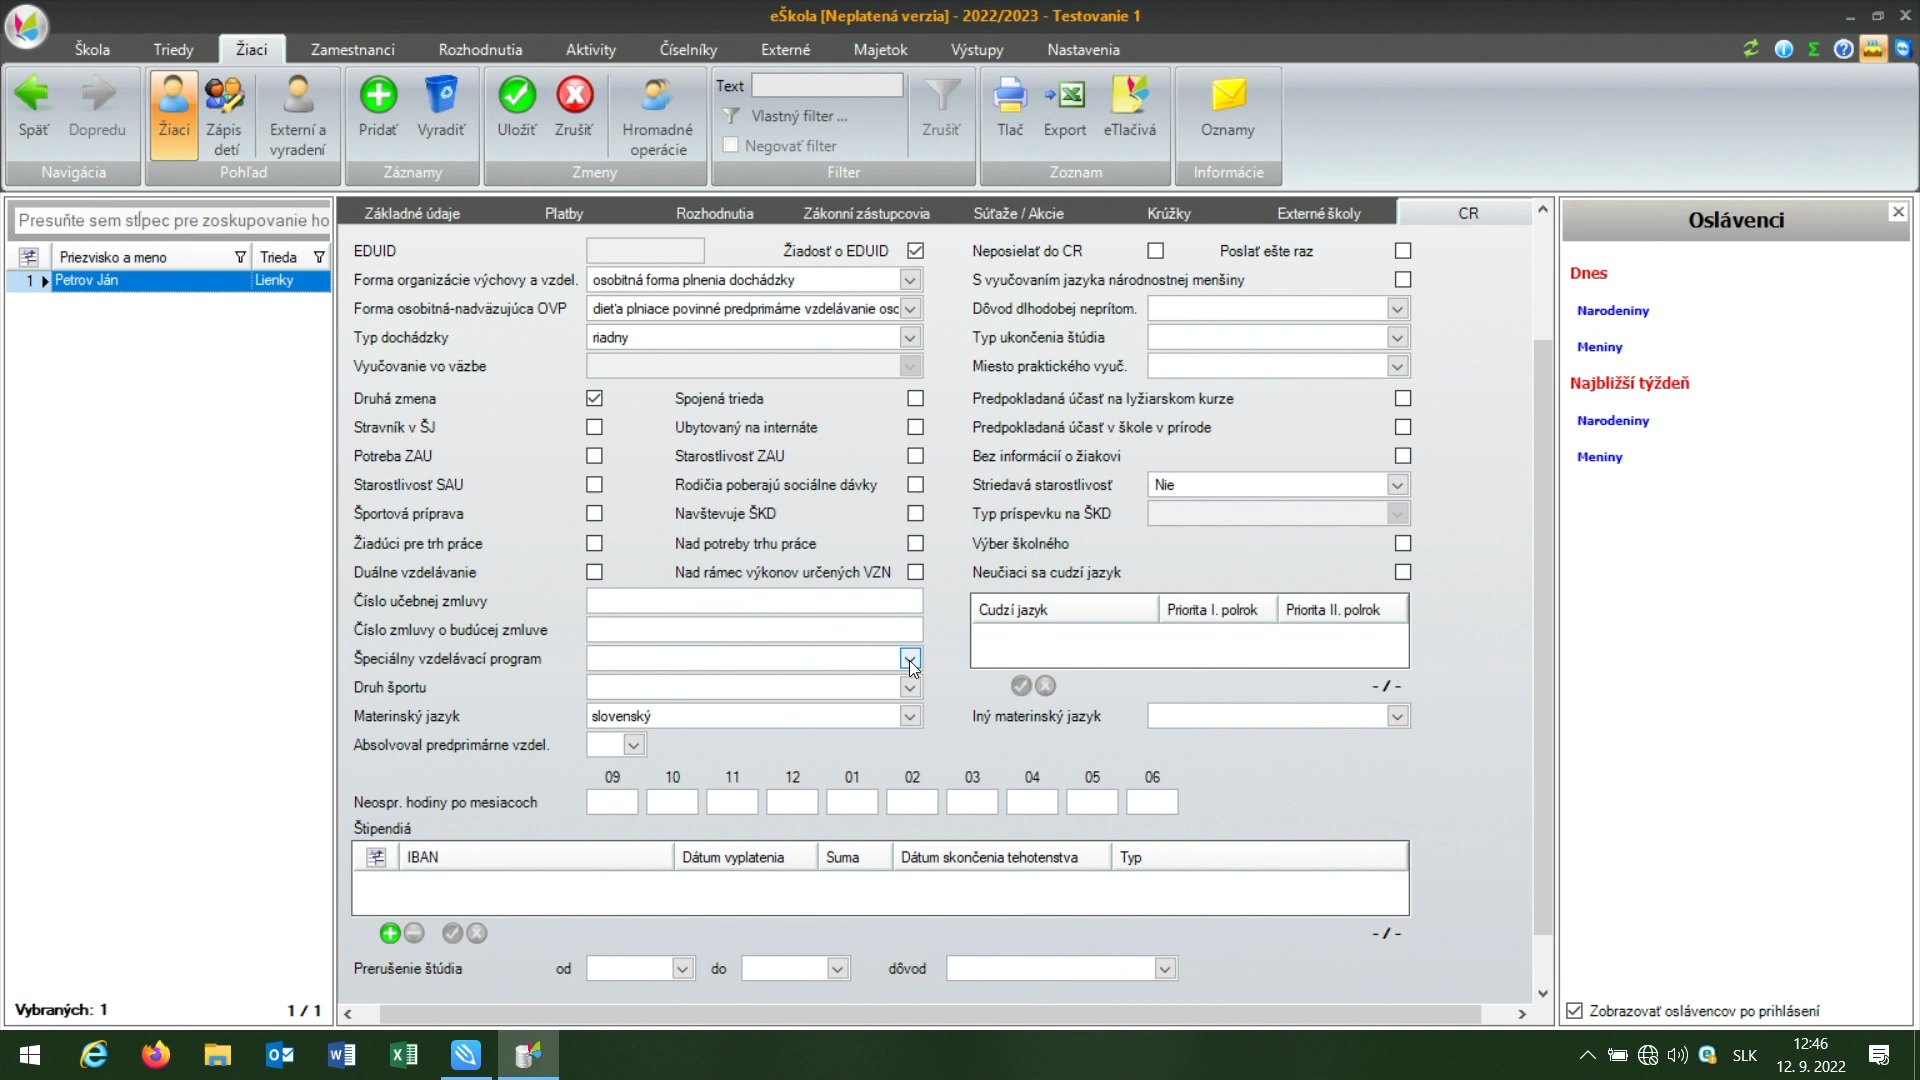 eŠkola [Neplatená verzia] - 2022/2023 - Testovanie 1
Škola Triedy Žiaci Zamestnanci Rozhodnutia Aktivity Číselníky Externé Majetok Výstupy Nastavenia
Späť Dopredu
Navigácia
Žiaci Zápis detí Externí a vyradení
Pohľad
Pridať Vyradiť
Záznamy
Uložiť Zrušiť Hromadné operácie
Zmeny
Text
Vlastný filter ...
Negovať filter
Zrušiť
Filter
Tlač Export eTlačivá
Zoznam
Oznamy
Informácie
Presuňte sem stĺpec pre zoskupovanie ho
Priezvisko a meno Trieda
1 Petrov Ján Lienky
Vybraných: 1 1 / 1
Základné údaje Platby Rozhodnutia Zákonní zástupcovia Súťaže / Akcie Krúžky Externé školy CR
EDUID Žiadosť o EDUID Neposielať do CR Poslať ešte raz
Forma organizácie výchovy a vzdel. osobitná forma plnenia dochádzky S vyučovaním jazyka národnostnej menšiny
Forma osobitná-nadväzujúca OVP dieťa plniace povinné predprimárne vzdelávanie oso Dôvod dlhodobej neprítom.
Typ dochádzky riadny Typ ukončenia štúdia
Vyučovanie vo väzbe Miesto praktického vyuč.
Druhá zmena Spojená trieda Predpokladaná účasť na lyžiarskom kurze
Stravník v ŠJ Ubytovaný na internáte Predpokladaná účasť v škole v prírode
Potreba ZAU Starostlivosť ZAU Bez informácií o žiakovi
Starostlivosť SAU Rodičia poberajú sociálne dávky Striedavá starostlivosť Nie
Športová príprava Navštevuje ŠKD Typ príspevku na ŠKD
Žiadúci pre trh práce Nad potreby trhu práce Výber školného
Duálne vzdelávanie Nad rámec výkonov určených VZN Neučiaci sa cudzí jazyk
Číslo učebnej zmluvy Cudzí jazyk Priorita I. polrok Priorita II. polrok
Číslo zmluvy o budúcej zmluve
Špeciálny vzdelávací program
Druh športu - / -
Materinský jazyk slovenský Iný materinský jazyk
Absolvoval predprimárne vzdel.
09 10 11 12 01 02 03 04 05 06
Neospr. hodiny po mesiacoch
Štipendiá
IBAN Dátum vyplatenia Suma Dátum skončenia tehotenstva Typ
- / -
Prerušenie štúdia od do dôvod
Oslávenci
Dnes
Narodeniny
Meniny
Najbližší týždeň
Narodeniny
Meniny
Zobrazovať oslávencov po prihlásení
SLK
12:46
12. 9. 2022